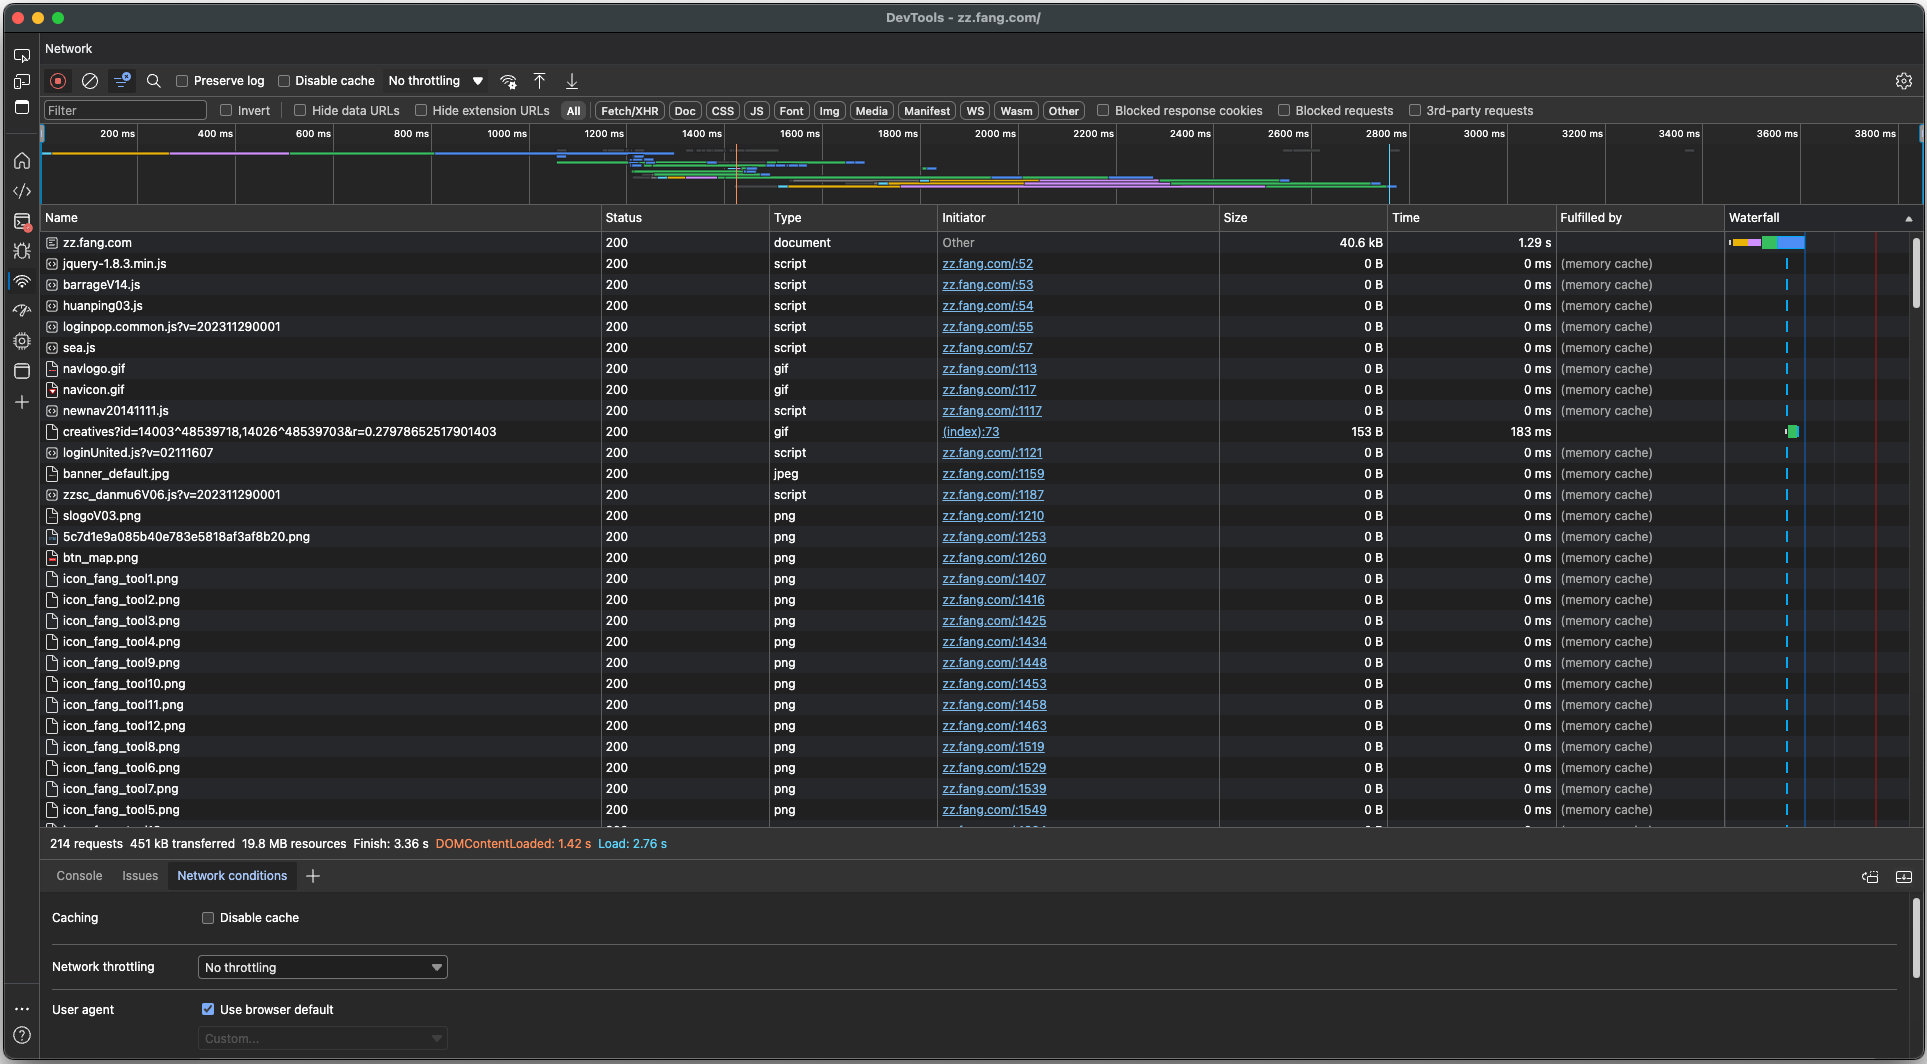 DevTools - zz.fang.com/
Network
Preserve log Disable cache No throttling
Filter Invert Hide data URLs Hide extension URLs All Fetch/XHR Doc CSS JS Font Img Media Manifest WS Wasm Other Blocked response cookies Blocked requests 3rd-party requests
200 ms 400 ms 600 ms 800 ms 1000 ms 1200 ms 1400 ms 1600 ms 1800 ms 2000 ms 2200 ms 2400 ms 2600 ms 2800 ms 3000 ms 3200 ms 3400 ms 3600 ms 3800 ms
Name Status Type Initiator Size Time Fulfilled by Waterfall
zz.fang.com 200 document Other 40.6 kB 1.29 s
jquery-1.8.3.min.js 200 script zz.fang.com/:52 0 B 0 ms (memory cache)
barrageV14.js 200 script zz.fang.com/:53 0 B 0 ms (memory cache)
huanping03.js 200 script zz.fang.com/:54 0 B 0 ms (memory cache)
loginpop.common.js?v=202311290001 200 script zz.fang.com/:55 0 B 0 ms (memory cache)
sea.js 200 script zz.fang.com/:57 0 B 0 ms (memory cache)
navlogo.gif 200 gif zz.fang.com/:113 0 B 0 ms (memory cache)
navicon.gif 200 gif zz.fang.com/:117 0 B 0 ms (memory cache)
newnav20141111.js 200 script zz.fang.com/:1117 0 B 0 ms (memory cache)
creatives?id=14003^48539718,14026^48539703&r=0.27978652517901403 200 gif (index):73 153 B 183 ms
loginUnited.js?v=02111607 200 script zz.fang.com/:1121 0 B 0 ms (memory cache)
banner_default.jpg 200 jpeg zz.fang.com/:1159 0 B 0 ms (memory cache)
zzsc_danmu6V06.js?v=202311290001 200 script zz.fang.com/:1187 0 B 0 ms (memory cache)
slogoV03.png 200 png zz.fang.com/:1210 0 B 0 ms (memory cache)
5c7d1e9a085b40e783e5818af3af8b20.png 200 png zz.fang.com/:1253 0 B 0 ms (memory cache)
btn_map.png 200 png zz.fang.com/:1260 0 B 0 ms (memory cache)
icon_fang_tool1.png 200 png zz.fang.com/:1407 0 B 0 ms (memory cache)
icon_fang_tool2.png 200 png zz.fang.com/:1416 0 B 0 ms (memory cache)
icon_fang_tool3.png 200 png zz.fang.com/:1425 0 B 0 ms (memory cache)
icon_fang_tool4.png 200 png zz.fang.com/:1434 0 B 0 ms (memory cache)
icon_fang_tool9.png 200 png zz.fang.com/:1448 0 B 0 ms (memory cache)
icon_fang_tool10.png 200 png zz.fang.com/:1453 0 B 0 ms (memory cache)
icon_fang_tool11.png 200 png zz.fang.com/:1458 0 B 0 ms (memory cache)
icon_fang_tool12.png 200 png zz.fang.com/:1463 0 B 0 ms (memory cache)
icon_fang_tool8.png 200 png zz.fang.com/:1519 0 B 0 ms (memory cache)
icon_fang_tool6.png 200 png zz.fang.com/:1529 0 B 0 ms (memory cache)
icon_fang_tool7.png 200 png zz.fang.com/:1539 0 B 0 ms (memory cache)
icon_fang_tool5.png 200 png zz.fang.com/:1549 0 B 0 ms (memory cache)
214 requests 451 kB transferred 19.8 MB resources Finish: 3.36 s DOMContentLoaded: 1.42 s Load: 2.76 s
Console Issues Network conditions
Caching Disable cache
Network throttling No throttling
User agent Use browser default
Custom...